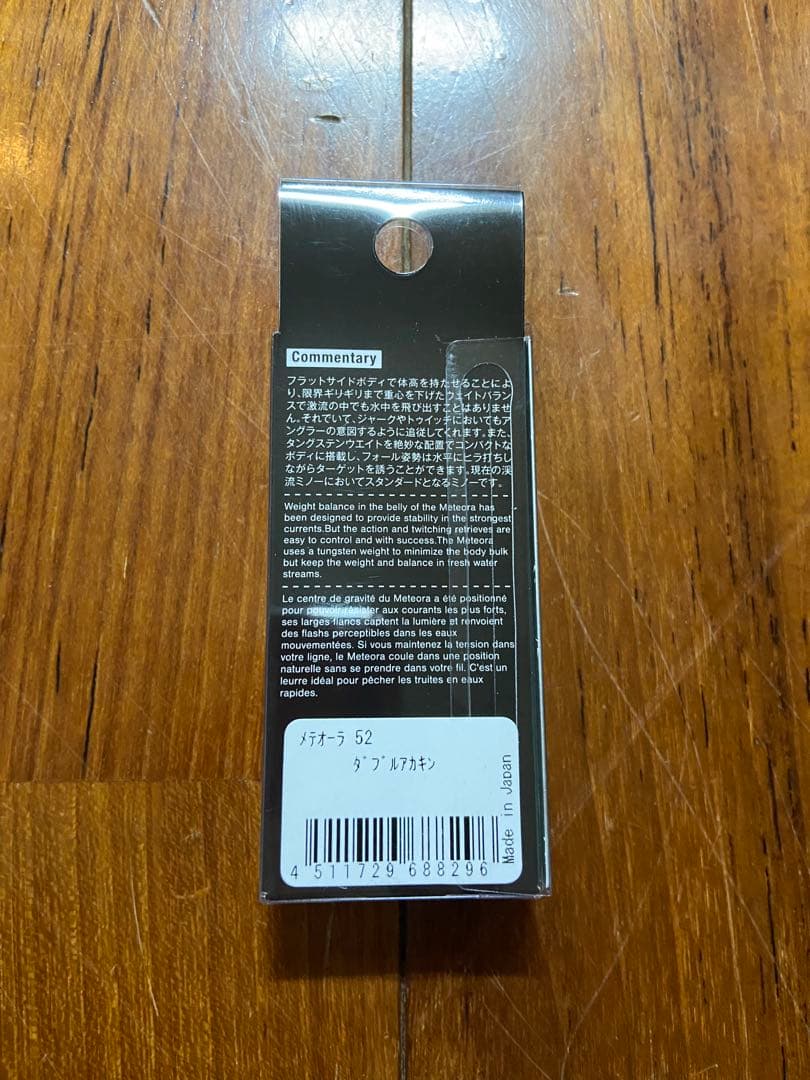 Commentary
フラットサイドボディで体高を持たせることによ
り、限界ギリギリまで重心を下げたウェイトバラン
スで激流の中でも水中を飛び出すことはありませ
ん。それでいて、ジャークやトゥイッチにおいてもア
ングラーの意図するように追従してくれます。また、
タングステンウエイトを絶妙な配置でコンパクトな
ボディに搭載し、フォール姿勢は水平にヒラ打ちし
ながらターゲットを誘うことができます。現在の渓
流ミノーにおいてスタンダードとなるミノーです。
Weight balance in the belly of the Meteora has
been designed to provide stability in the strongest
currents.But the action and twitching retrieves are
easy to control and with success.The Meteora
uses a tungsten weight to minimize the body bulk
but keep the weight and balance in fresh water
streams.
Le centre de gravité du Meteora a été positionné
pour pouvoir résister aux courants les plus forts,
ses larges flancs captent la lumière et renvoient
des flashs perceptibles dans les eaux
mouvementées. Si vous maintenez la tension dans
votre ligne, le Meteora coule dans une position
naturelle sans se prendre dans votre fil. C'est un
leurre idéal pour pêcher les truites en eaux
rapides.
ﾒﾃｵｰﾗ 52
ﾀﾞﾌﾞﾙｱｶｷﾝ
Made in Japan
4 511729 688296